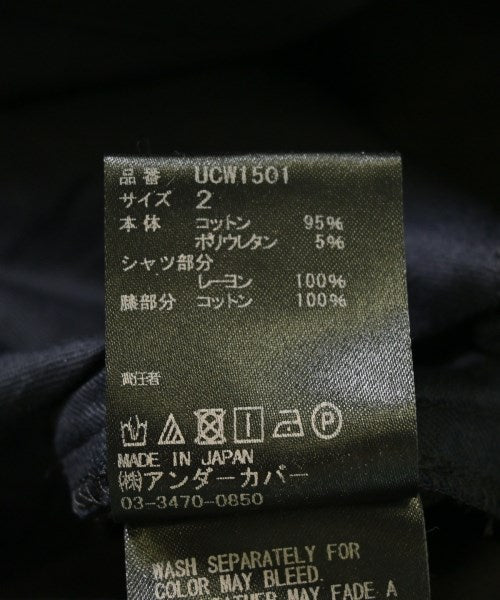 品番 UCW1501
サイズ 2
本体 コットン 95%
ポリウレタン 5%
シャツ部分
レーヨン 100%
膝部分 コットン 100%
責任者
P
MADE IN JAPAN
㈱アンダーカバー
03-3470-0850
WASH SEPARATELY FOR
COLOR MAY BLEED.
HEATHER MAY FADE A